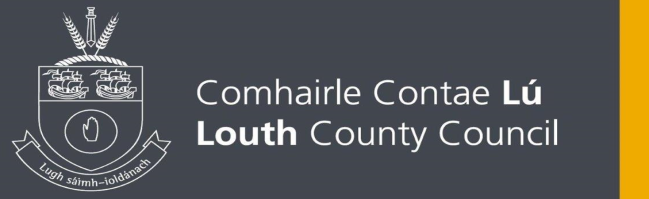 Comhairle Contae Lú
Louth County Council
Lugh sáimh-ioldánach